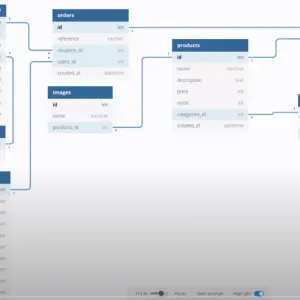 orders
id int
reference varchar
coupons_id int
users_id int
created_at datetime
images
id int
name varchar
products_id int
products
id int
name varchar
description text
price int
stock int
categories_id int
created_at datetime
Highlight